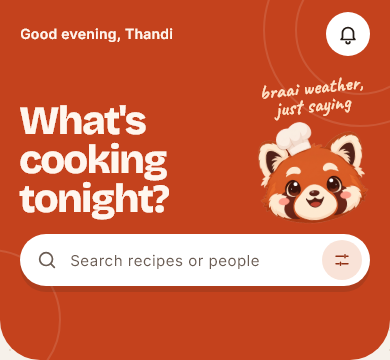 Good evening, Thandi
braai weather,
just saying
What's
cooking
tonight?
Search recipes or people